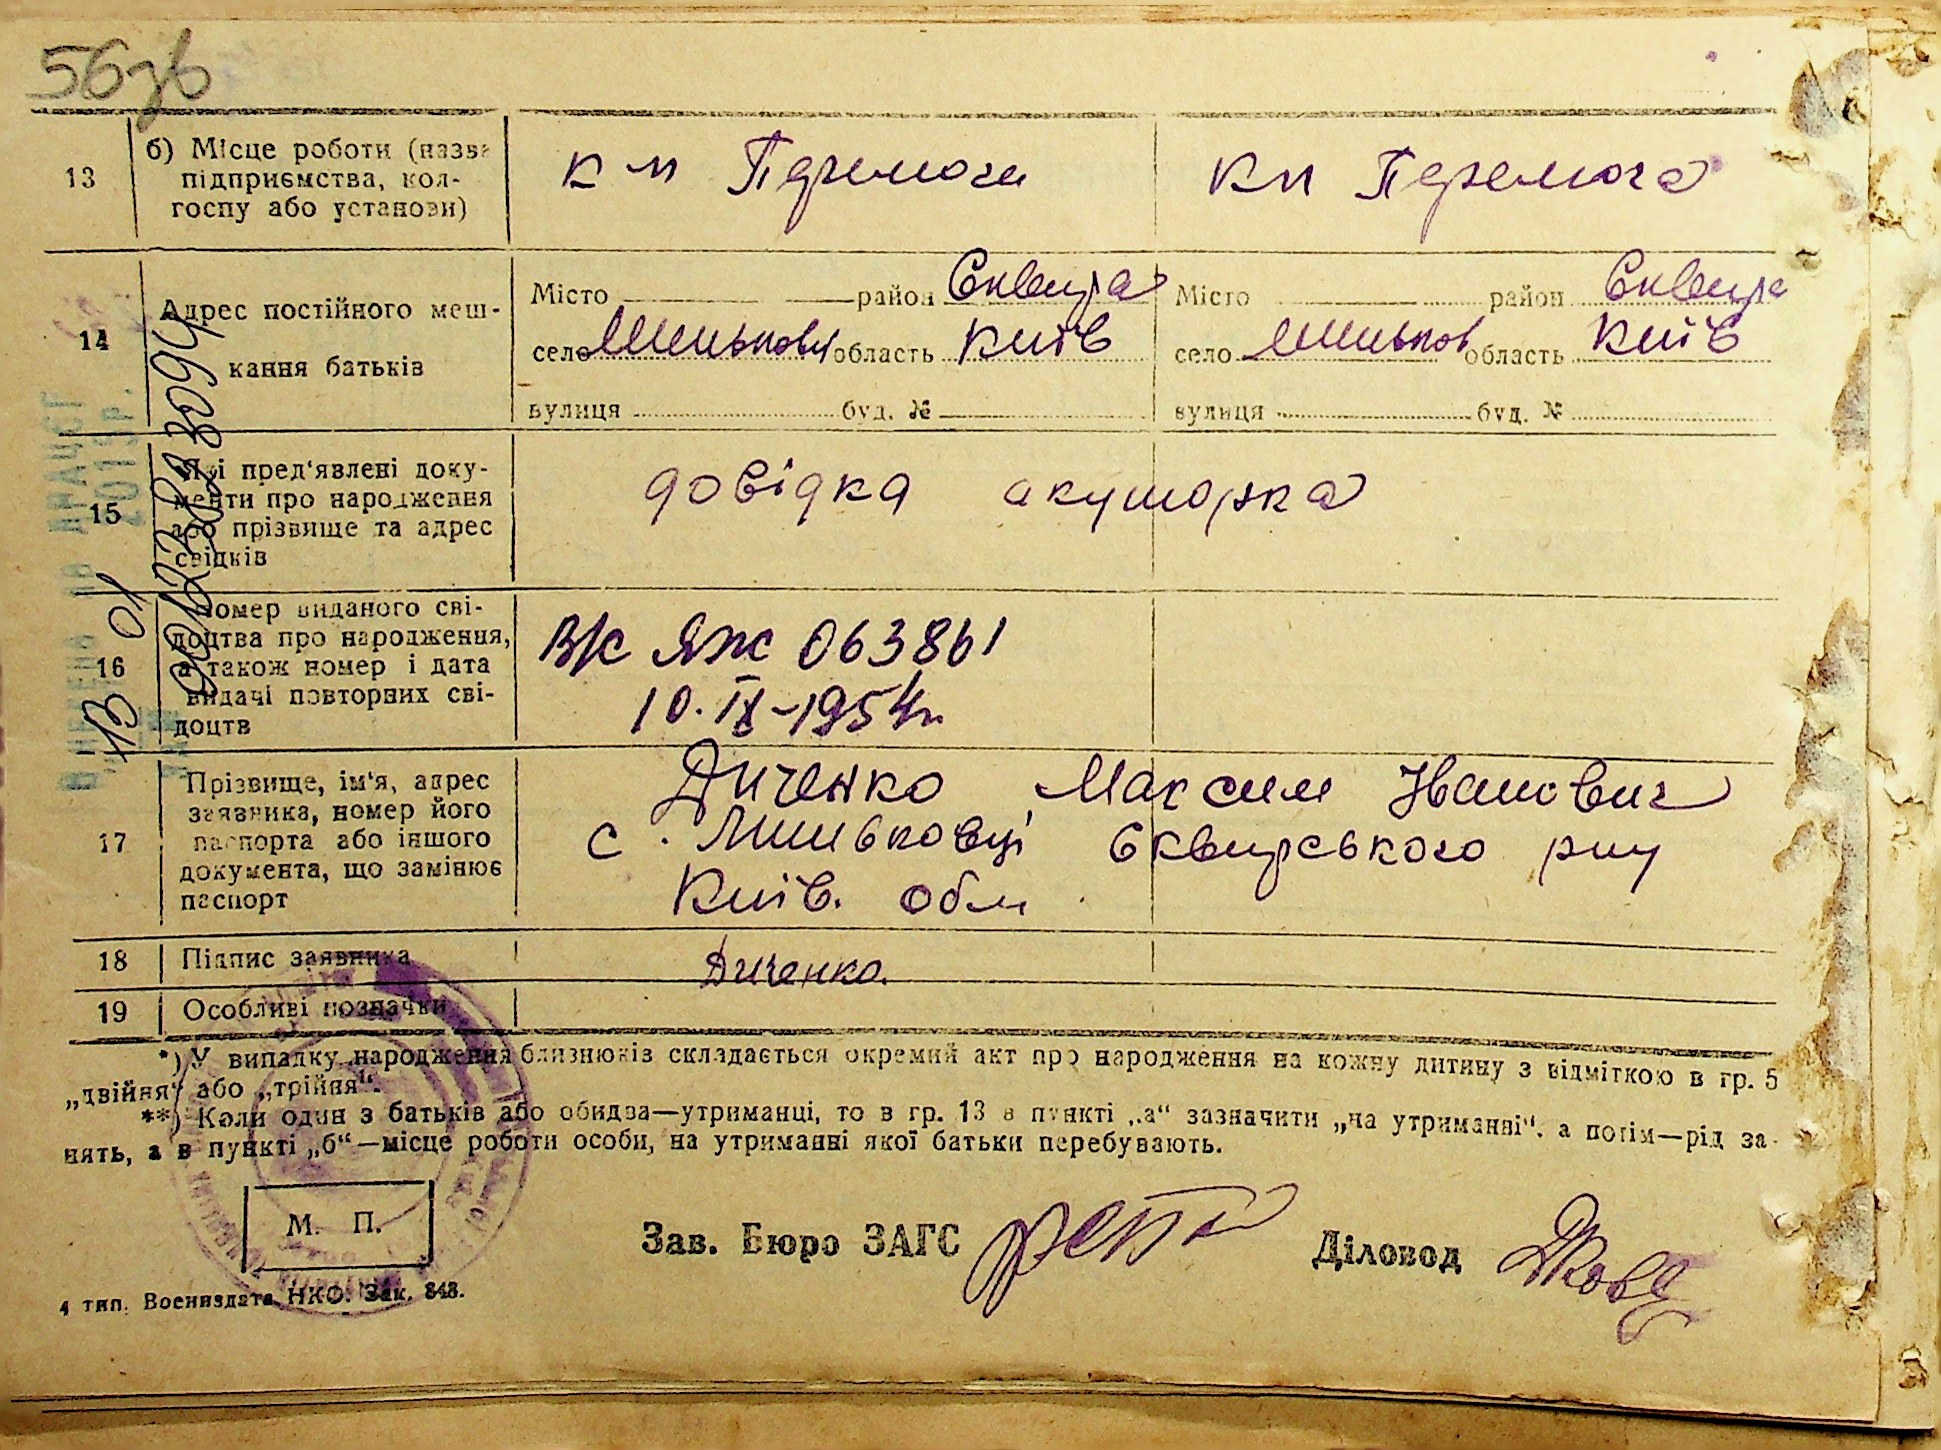 56зв
13
б) Місце роботи (назва
підприємства, кол-
госпу або установи)
к м Перемога
км Перемога
14
Адрес постійного меш-
кання батьків
Місто район Сквира
село Шиньковці область Київ
вулиця буд. №
Місто район Сквира
село область Київ
вулиця буд. №
15
Які пред'явлені доку-
менти про народження
або прізвище та адрес
свідків
довідка акушорка
16
Номер виданого сві-
доцтва про народження,
а також номер і дата
видачі повторних сві-
доцтв
ЯЖ 063861
10.IX-1954г.
17
Прізвище, ім'я, адрес
заявника, номер його
паспорта або іншого
документа, що замінює
паспорт
Диченко Максим Іванович
с. Сквирського р-ну
Київ. обл
18
Підпис заявника
Диченко
19
Особливі позначки
*) У випадку народження близнюків складається окремий акт про народження на кожну дитину з відміткою в гр. 5
„двійня“ або „трійня“.
**) Коли один з батьків або обидва—утриманці, то в гр. 13 в пункті „а“ зазначити „на утриманні“, а потім—рід за-
нять, а в пункті „б“—місце роботи особи, на утриманні якої батьки перебувають.
М. П.
Зав. Бюро ЗАГС
Діловод
4 тип. Воениздата НКО. Зак. 848.